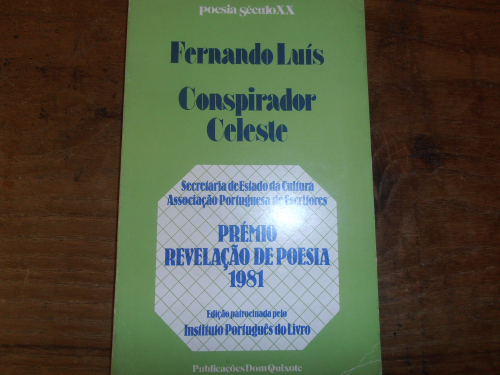 poesia século XX
Fernando Luís
Conspirador
Celeste
Secretaria de Estado da Cultura
Associação Portuguesa de Escritores
PRÉMIO
REVELAÇÃO DE POESIA
1981
Edição patrocinada pelo
Instituto Português do Livro
Publicações Dom Quixote